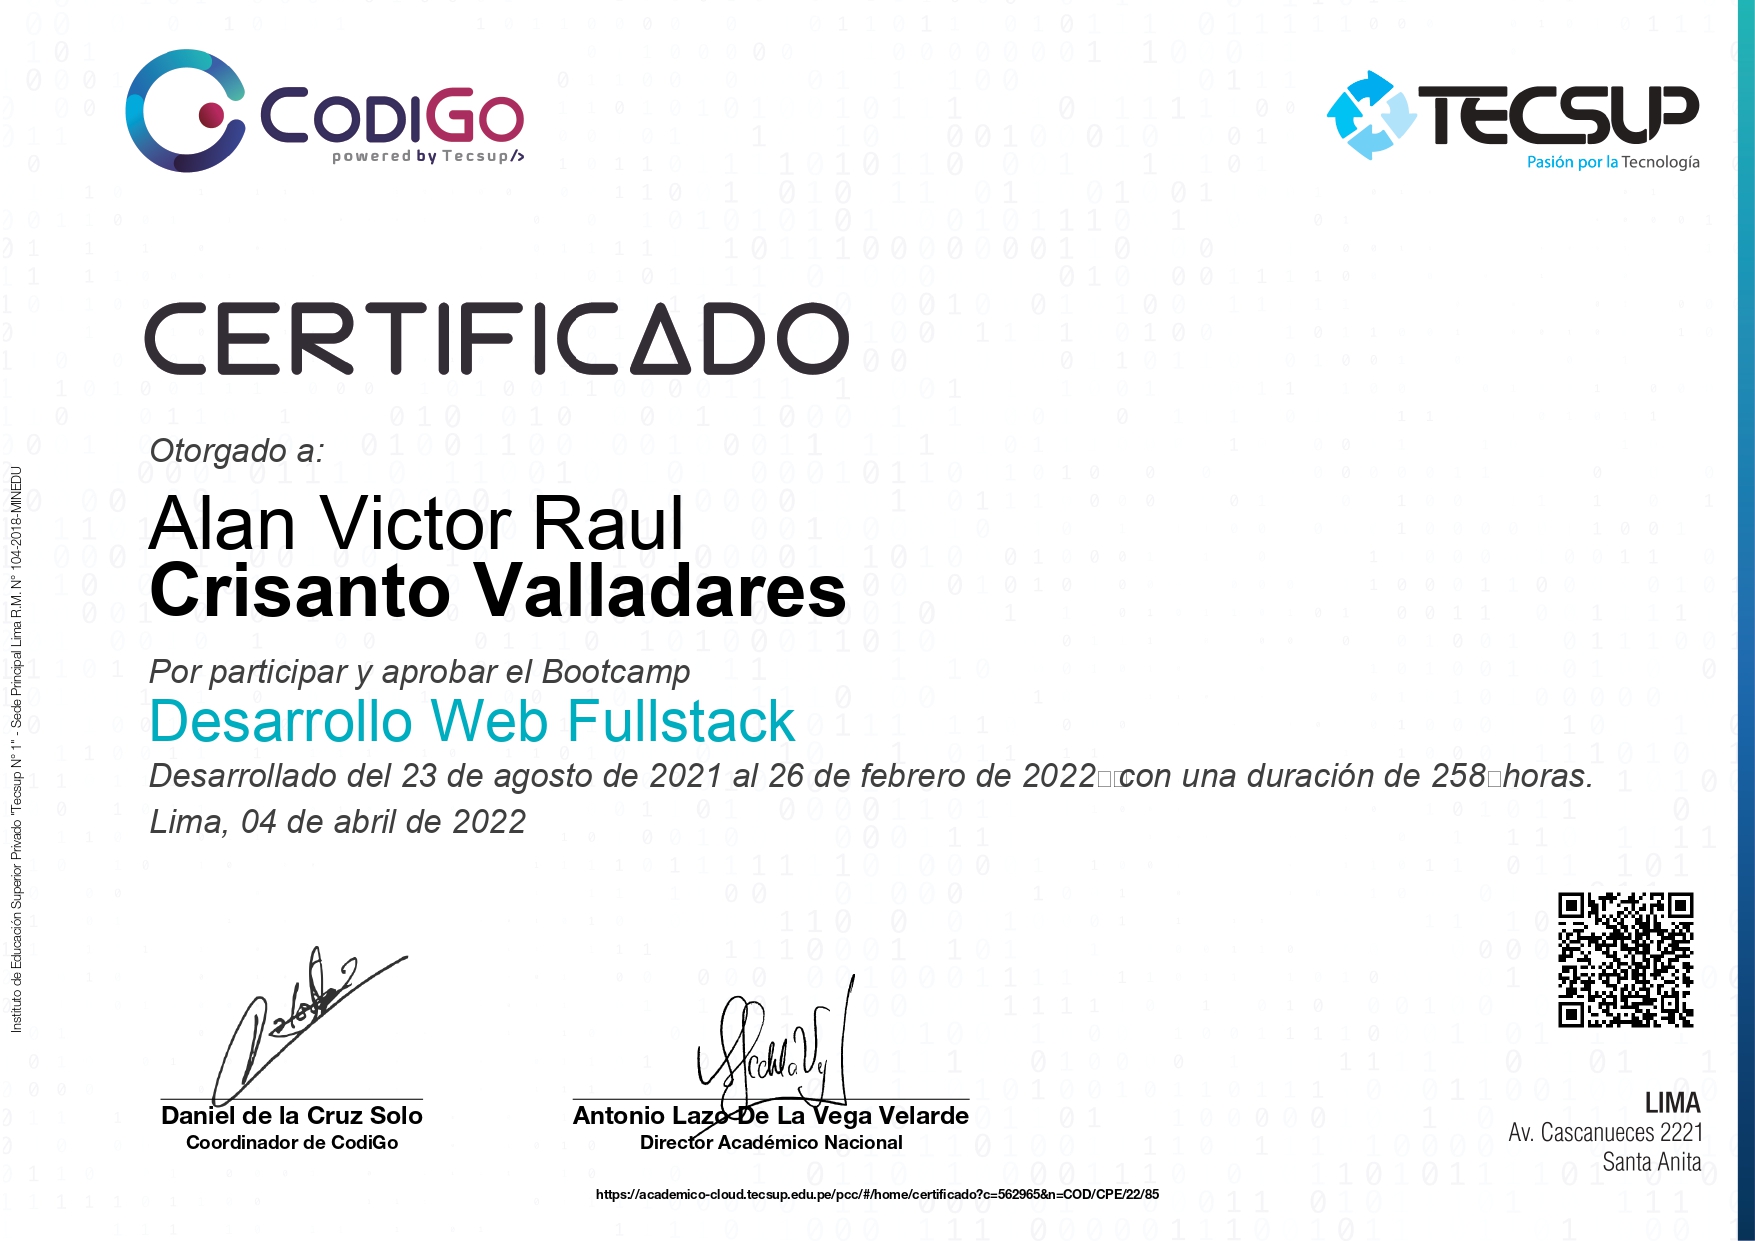 CODIGO
powered by Tecsup/>
TECSUP
Pasión por la Tecnología
CERTIFICADO
Otorgado a:
Alan Victor Raul
Crisanto Valladares
Por participar y aprobar el Bootcamp
Desarrollo Web Fullstack
Desarrollado del 23 de agosto de 2021 al 26 de febrero de 2022 con una duración de 258 horas.
Lima, 04 de abril de 2022
Instituto de Educación Superior Privado "Tecsup N° 1" - Sede Principal Lima R.M. N° 104-2018-MINEDU
Daniel de la Cruz Solo
Coordinador de CodiGo
Antonio Lazo De La Vega Velarde
Director Académico Nacional
LIMA
Av. Cascanueces 2221
Santa Anita
https://academico-cloud.tecsup.edu.pe/pcc/#/home/certificado?c=562965&n=COD/CPE/22/85